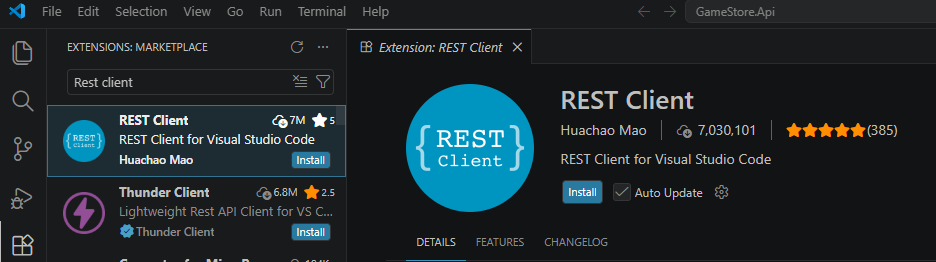 File Edit Selection View Go Run Terminal Help
GameStore.Api
EXTENSIONS: MARKETPLACE
Rest client
REST Client 7M 5
REST Client for Visual Studio Code
Huachao Mao Install
{ REST Client }
Thunder Client 6.8M 2.5
Lightweight Rest API Client for VS C...
Thunder Client Install
Extension: REST Client
{ REST
Client }
REST Client
Huachao Mao 7,030,101 (385)
REST Client for Visual Studio Code
Install Auto Update
DETAILS FEATURES CHANGELOG